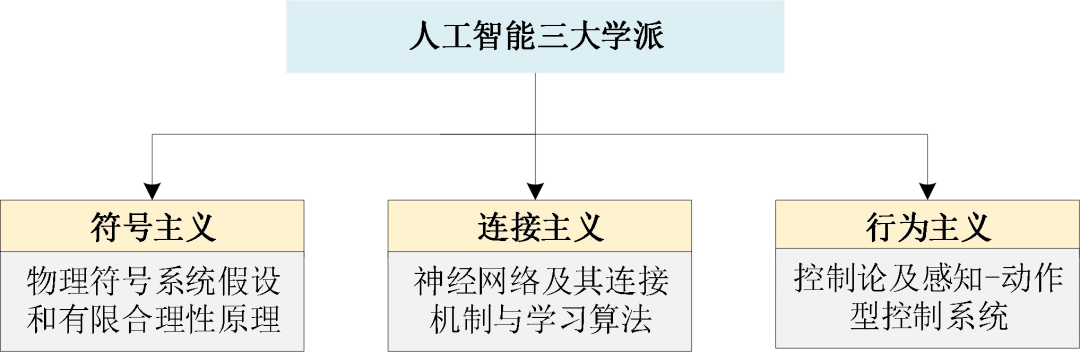 人工智能三大学派
符号主义
物理符号系统假设
和有限合理性原理
连接主义
神经网络及其连接
机制与学习算法
行为主义
控制论及感知-动作
型控制系统